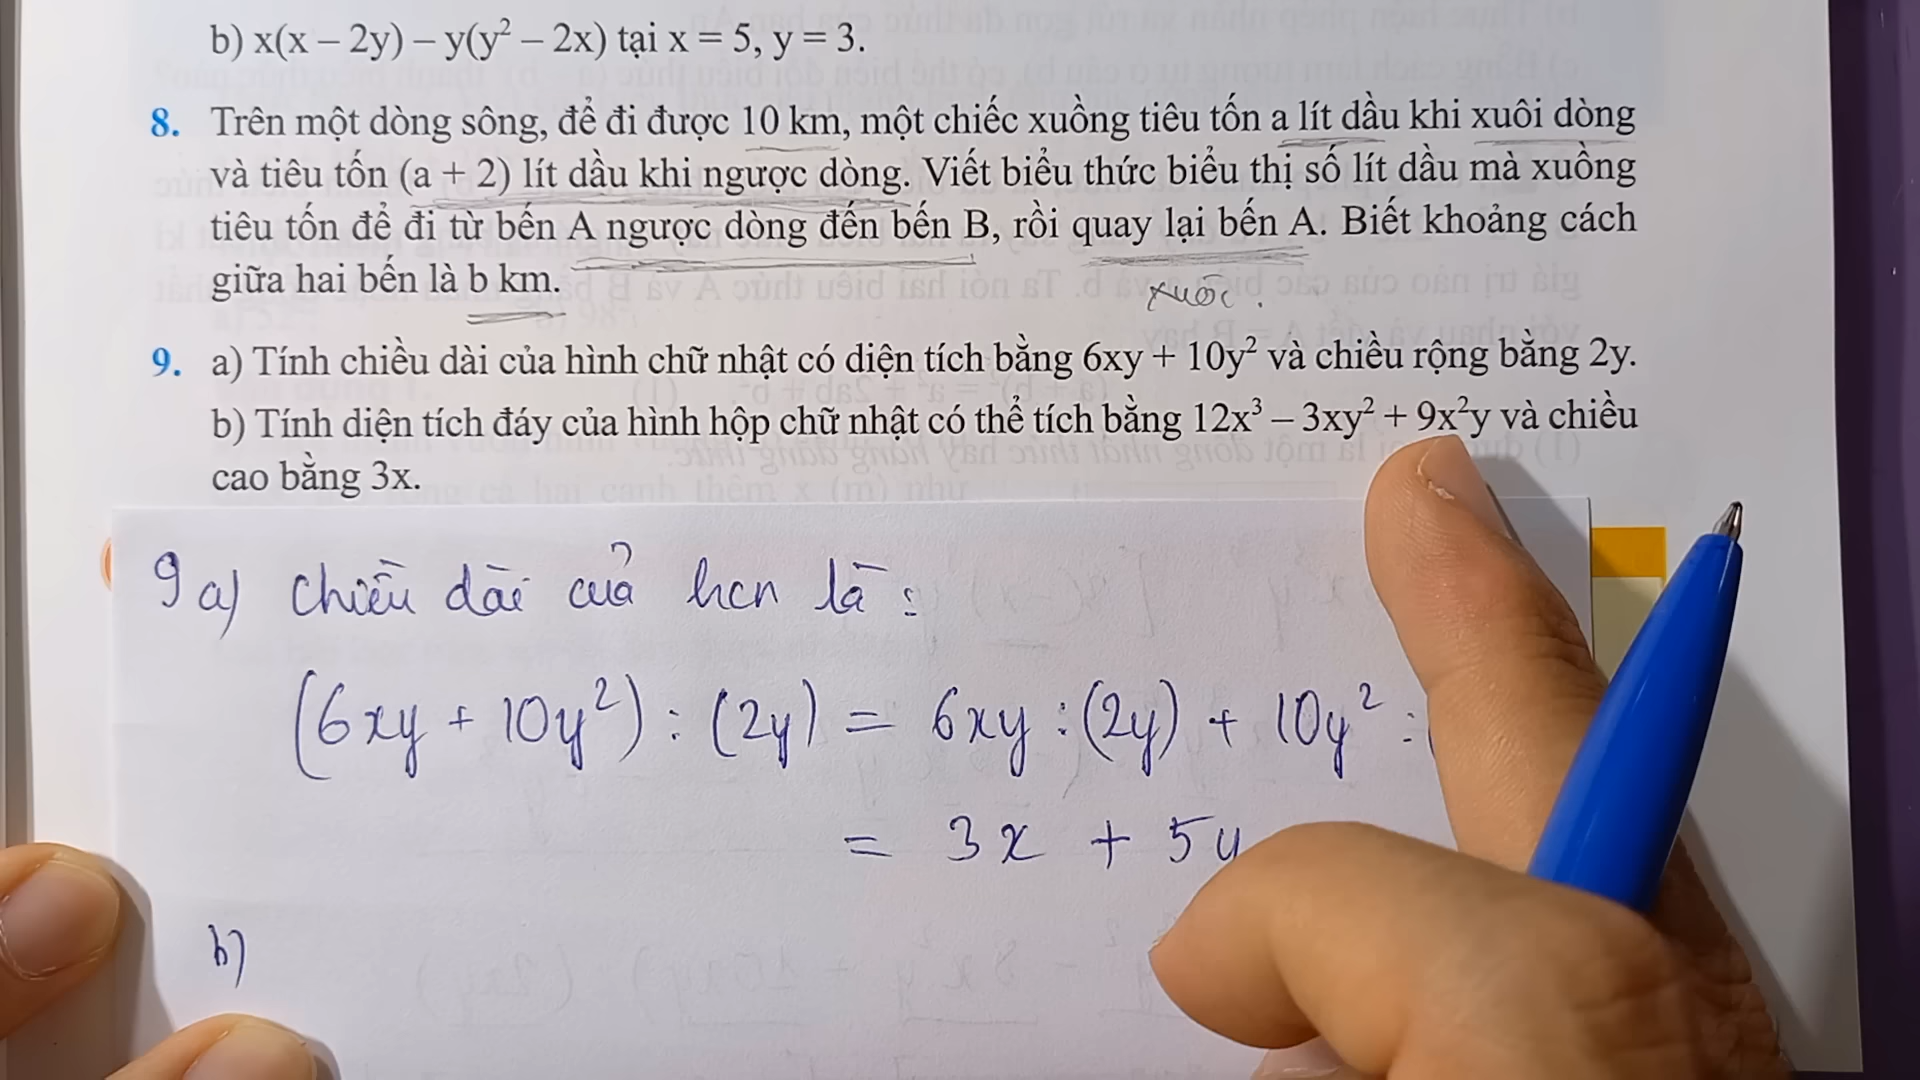 b) x(x – 2y) – y(y² – 2x) tại x = 5, y = 3.
8. Trên một dòng sông, để đi được 10 km, một chiếc xuồng tiêu tốn a lít dầu khi xuôi dòng
và tiêu tốn (a + 2) lít dầu khi ngược dòng. Viết biểu thức biểu thị số lít dầu mà xuồng
tiêu tốn để đi từ bến A ngược dòng đến bến B, rồi quay lại bến A. Biết khoảng cách
giữa hai bến là b km.
9. a) Tính chiều dài của hình chữ nhật có diện tích bằng 6xy + 10y² và chiều rộng bằng 2y.
b) Tính diện tích đáy của hình hộp chữ nhật có thể tích bằng 12x³ – 3xy² + 9x²y và chiều
cao bằng 3x.
9a) chiều dài của hcn là :
(6xy + 10y²) : (2y) = 6xy : (2y) + 10y² : (
= 3x + 5y
b)